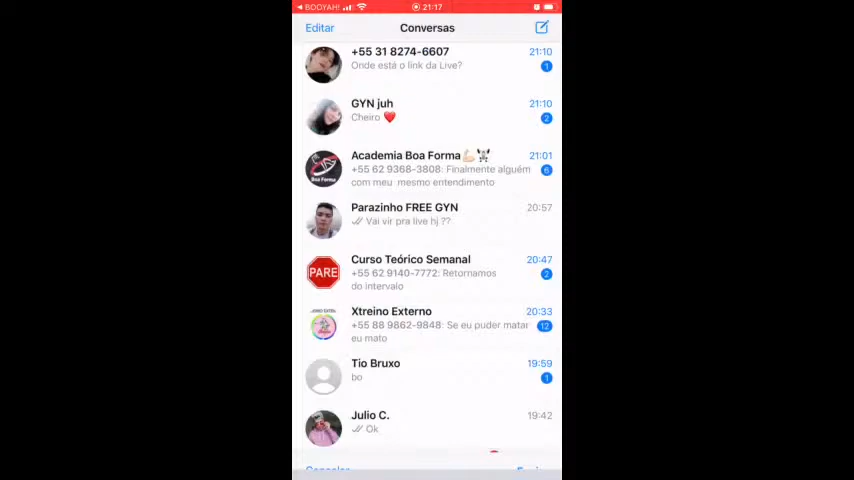 BOOYAH!
21:17
Editar
Conversas
+55 31 8274-6607
21:10
Onde está o link da Live?
1
GYN juh
21:10
Cheiro ❤️
2
Academia Boa Forma
21:01
+55 62 9368-3808: Finalmente alguém
6
com meu mesmo entendimento
Boa Forma
Parazinho FREE GYN
20:57
Vai vir pra live hj ??
Curso Teórico Semanal
20:47
PARE
+55 62 9140-7772: Retornamos
2
do intervalo
Xtreino Externo
20:33
+55 88 9862-9848: Se eu puder matar
12
eu mato
Tio Bruxo
19:59
bo
1
Julio C.
19:42
Ok